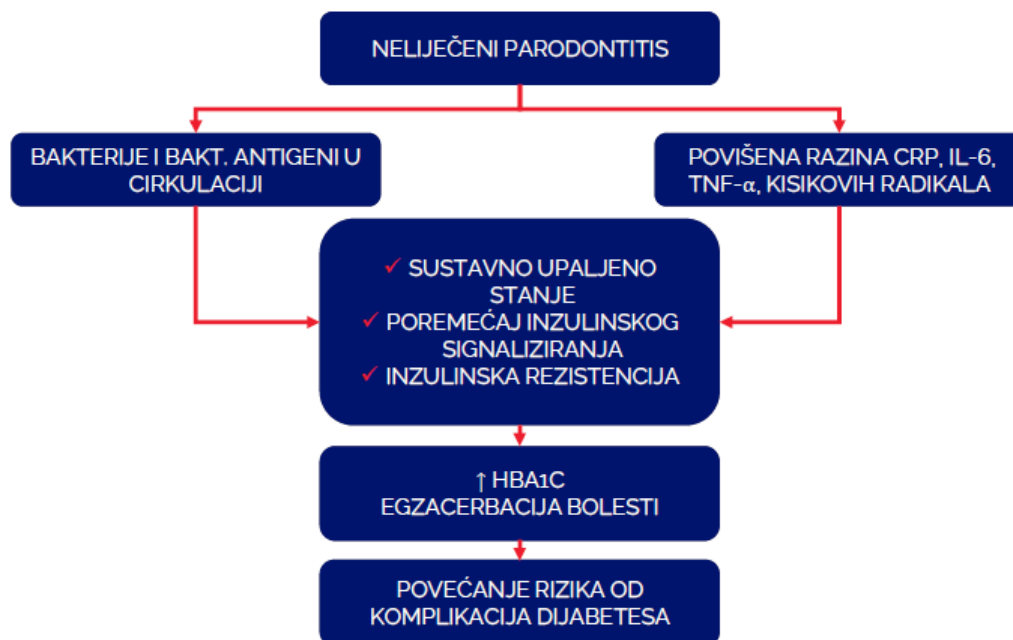 NELIJEČENI PARODONTITIS
BAKTERIJE I BAKT. ANTIGENI U
CIRKULACIJI
POVIŠENA RAZINA CRP, IL-6,
TNF-α, KISIKOVIH RADIKALA
✓ SUSTAVNO UPALJENO
STANJE
✓ POREMEĆAJ INZULINSKOG
SIGNALIZIRANJA
✓ INZULINSKA REZISTENCIJA
↑ HBA1C
EGZACERBACIJA BOLESTI
POVEĆANJE RIZIKA OD
KOMPLIKACIJA DIJABETESA